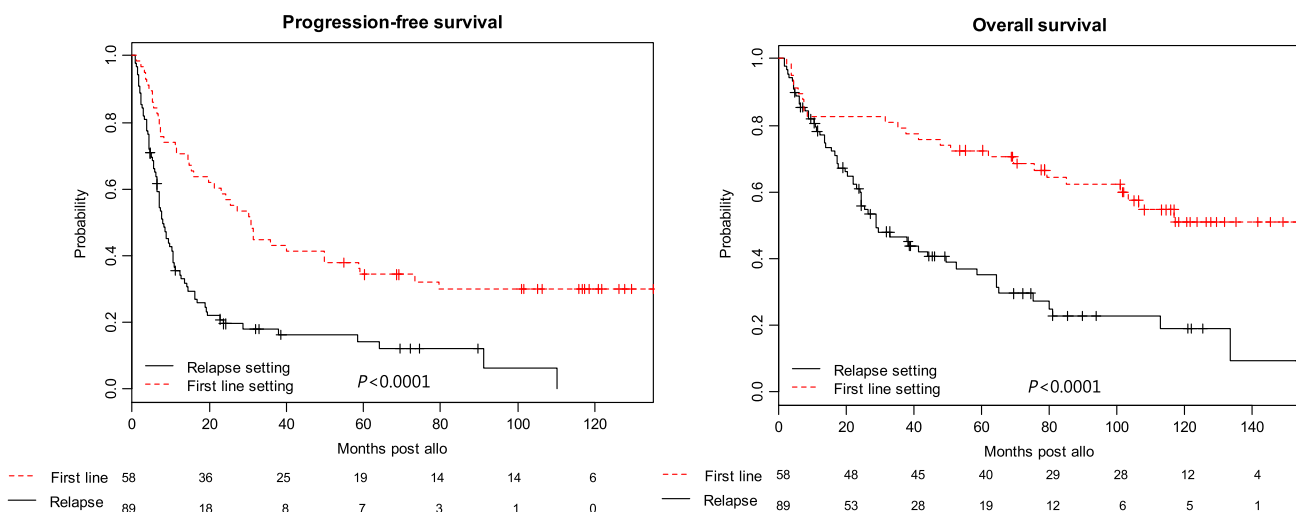 Progression-free survival
Probability
1.0
0.8
0.6
0.4
0.2
0.0
Relapse setting
First line setting
P<0.0001
0 20 40 60 80 100 120
Months post allo
First line 58 36 25 19 14 14 6
Relapse 89 18 8 7 3 1 0
Overall survival
Probability
1.0
0.8
0.6
0.4
0.2
0.0
Relapse setting
First line setting
P<0.0001
0 20 40 60 80 100 120 140
Months post allo
First line 58 48 45 40 29 28 12 4
Relapse 89 53 28 19 12 6 5 1